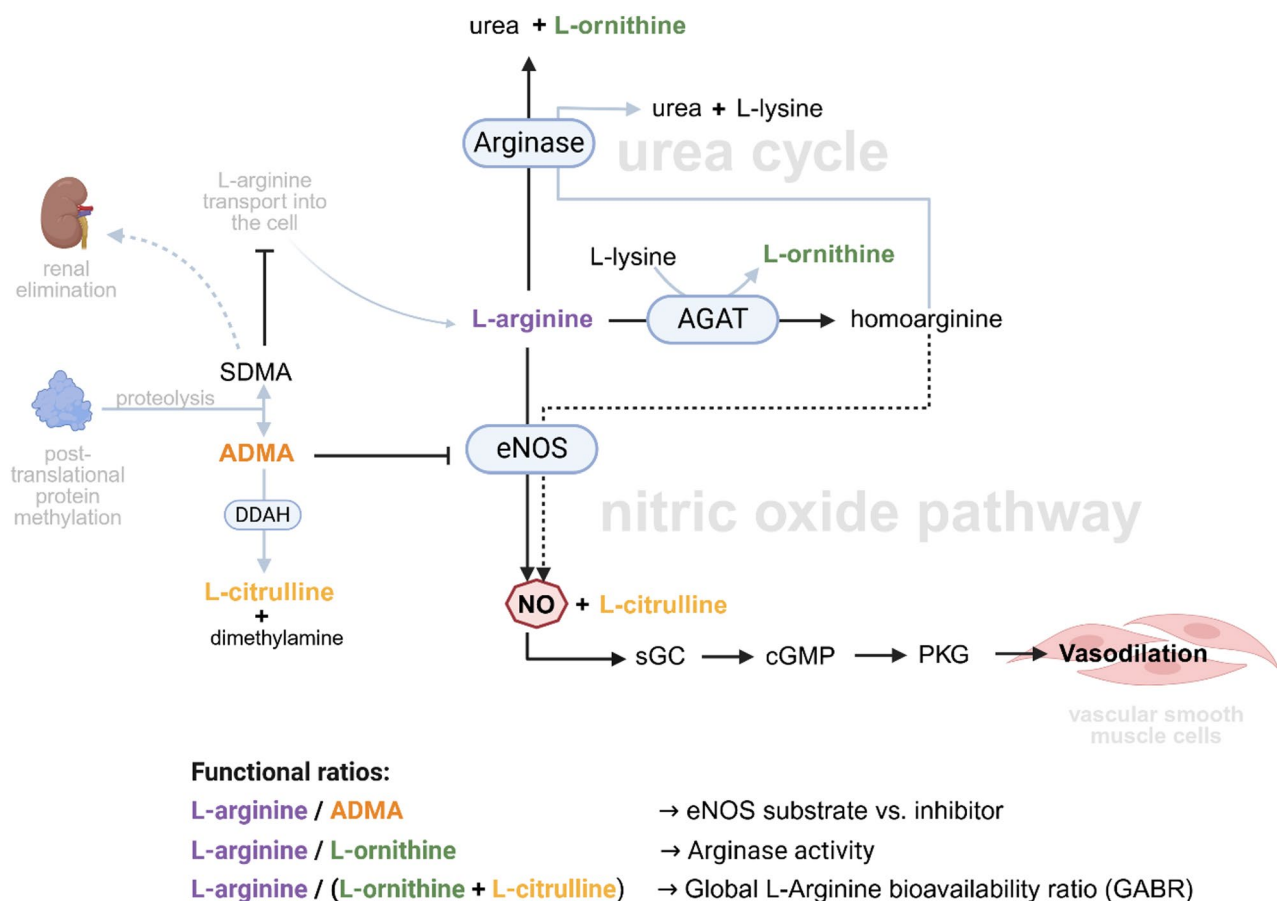 urea + L-ornithine
urea + L-lysine
Arginase
urea cycle
L-arginine
transport into
the cell
renal
elimination
L-lysine
L-ornithine
L-arginine
AGAT
homoarginine
SDMA
proteolysis
post-
translational
protein
methylation
ADMA
eNOS
DDAH
nitric oxide pathway
L-citrulline
+
dimethylamine
NO + L-citrulline
sGC
cGMP
PKG
Vasodilation
vascular smooth
muscle cells
Functional ratios:
L-arginine / ADMA → eNOS substrate vs. inhibitor
L-arginine / L-ornithine → Arginase activity
L-arginine / (L-ornithine + L-citrulline) → Global L-Arginine bioavailability ratio (GABR)